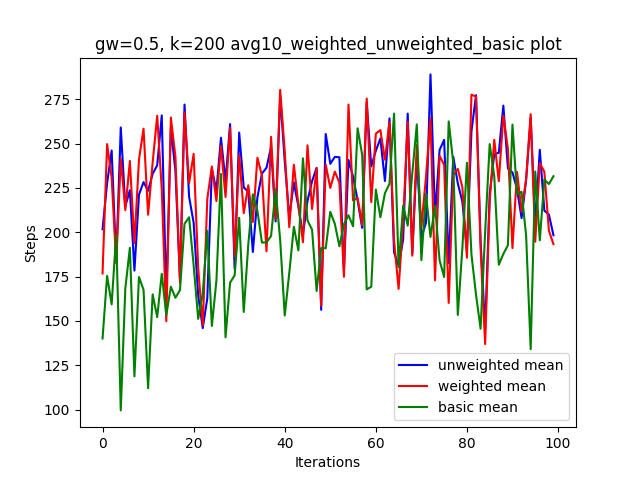 gw=0.5, k=200 avg10_weighted_unweighted_basic plot
Steps
275
250
225
200
175
150
125
100
0 20 40 60 80 100
Iterations
unweighted mean
weighted mean
basic mean